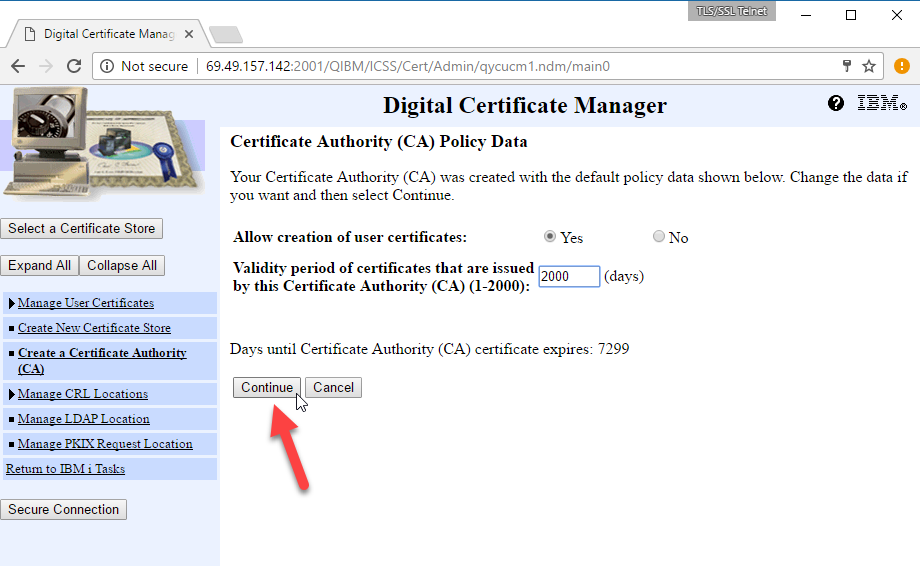 TLS/SSL Telnet
Digital Certificate Manag
Not secure 69.49.157.142:2001/QIBM/ICSS/Cert/Admin/qycucm1.ndm/main0
Digital Certificate Manager
? IBM®
Certificate Authority (CA) Policy Data
Your Certificate Authority (CA) was created with the default policy data shown below. Change the data if
you want and then select Continue.
Allow creation of user certificates: Yes No
Validity period of certificates that are issued
by this Certificate Authority (CA) (1-2000): 2000 (days)
Days until Certificate Authority (CA) certificate expires: 7299
Continue Cancel
Select a Certificate Store
Expand All Collapse All
Manage User Certificates
Create New Certificate Store
Create a Certificate Authority
(CA)
Manage CRL Locations
Manage LDAP Location
Manage PKIX Request Location
Return to IBM i Tasks
Secure Connection